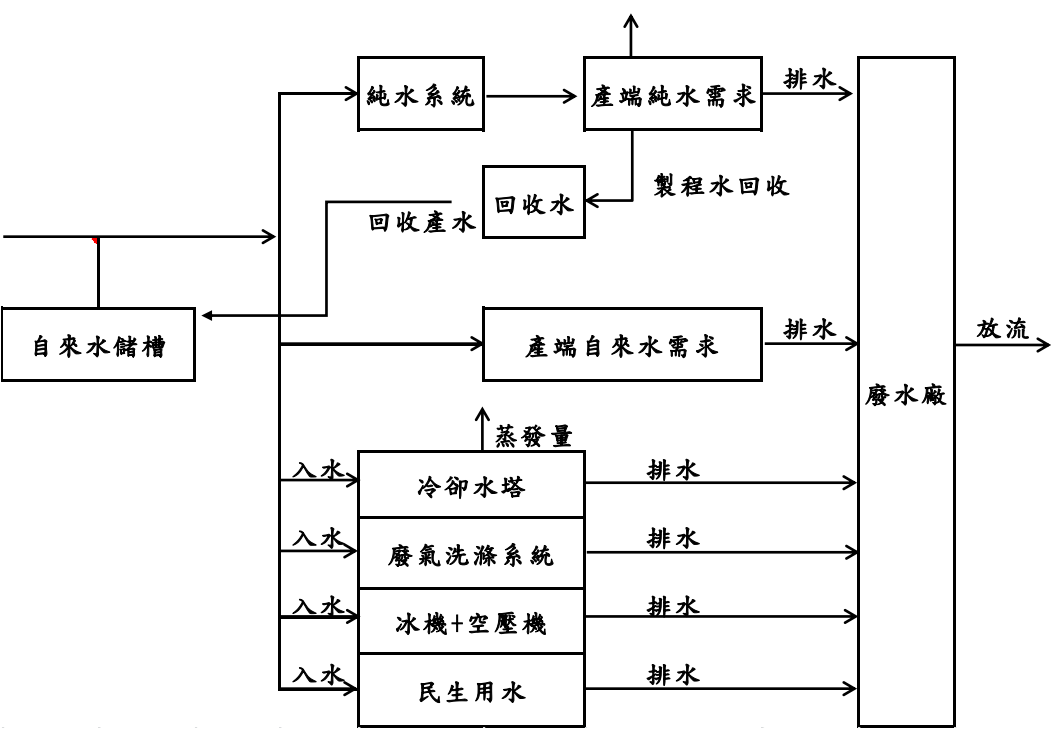 純水系統
產端純水需求
排水
製程水回收
回收水
回收產水
自來水儲槽
產端自來水需求
排水
放流
廢水廠
蒸發量
入水
冷卻水塔
排水
入水
廢氣洗滌系統
排水
入水
冰機+空壓機
排水
入水
民生用水
排水